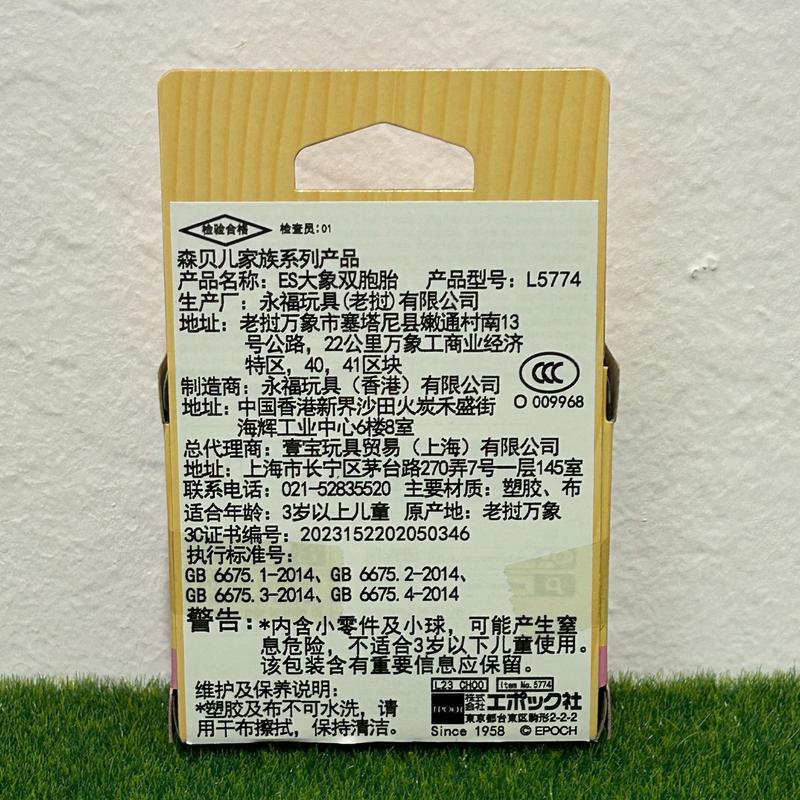 检验合格 检查员:01
森贝儿家族系列产品
产品名称: ES大象双胞胎 产品型号: L5774
生产厂: 永福玩具(老挝)有限公司
地址: 老挝万象市塞塔尼县嫩通村南13
号公路, 22公里万象工商业经济
特区, 40, 41区块
制造商: 永福玩具(香港)有限公司
CCC
O 009968
地址: 中国香港新界沙田火炭禾盛街
海辉工业中心6楼8室
总代理商: 壹宝玩具贸易(上海)有限公司
地址: 上海市长宁区茅台路270弄7号一层145室
联系电话: 021-52835520 主要材质: 塑胶、布
适合年龄: 3岁以上儿童 原产地: 老挝万象
3C证书编号: 2023152202050346
执行标准号:
GB 6675.1-2014、GB 6675.2-2014、
GB 6675.3-2014、GB 6675.4-2014
警告: *内含小零件及小球, 可能产生窒
息危险, 不适合3岁以下儿童使用。
该包装含有重要信息应保留。
维护及保养说明:
*塑胶及布不可水洗, 请
用干布擦拭, 保持清洁。
L23 CH00 Item No.5774
EPOCH 株式会社 エポック社
東京都台東区駒形2-2-2
Since 1958 © EPOCH